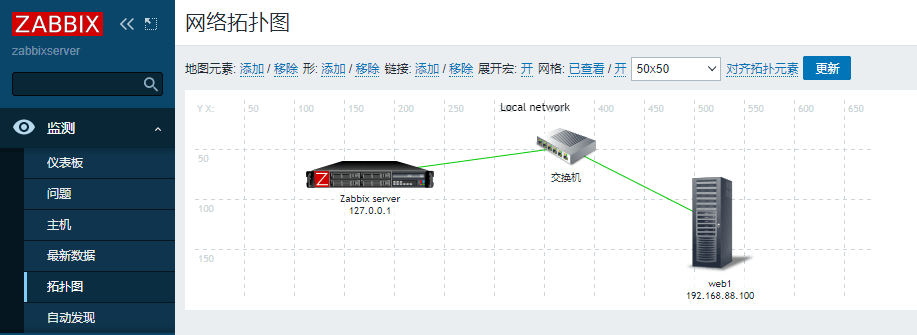 ZABBIX
zabbixserver
监测
仪表板
问题
主机
最新数据
拓扑图
自动发现
网络拓扑图
地图元素: 添加 / 移除 形: 添加 / 移除 链接: 添加 / 移除 展开宏: 开 网格: 已查看 / 开 50x50 对齐拓扑元素 更新
Y X: 50 100 150 200 250 300 350 400 450 500 550 600 650
Local network
50
交换机
Z
Zabbix server
127.0.0.1
100
150
web1
192.168.88.100